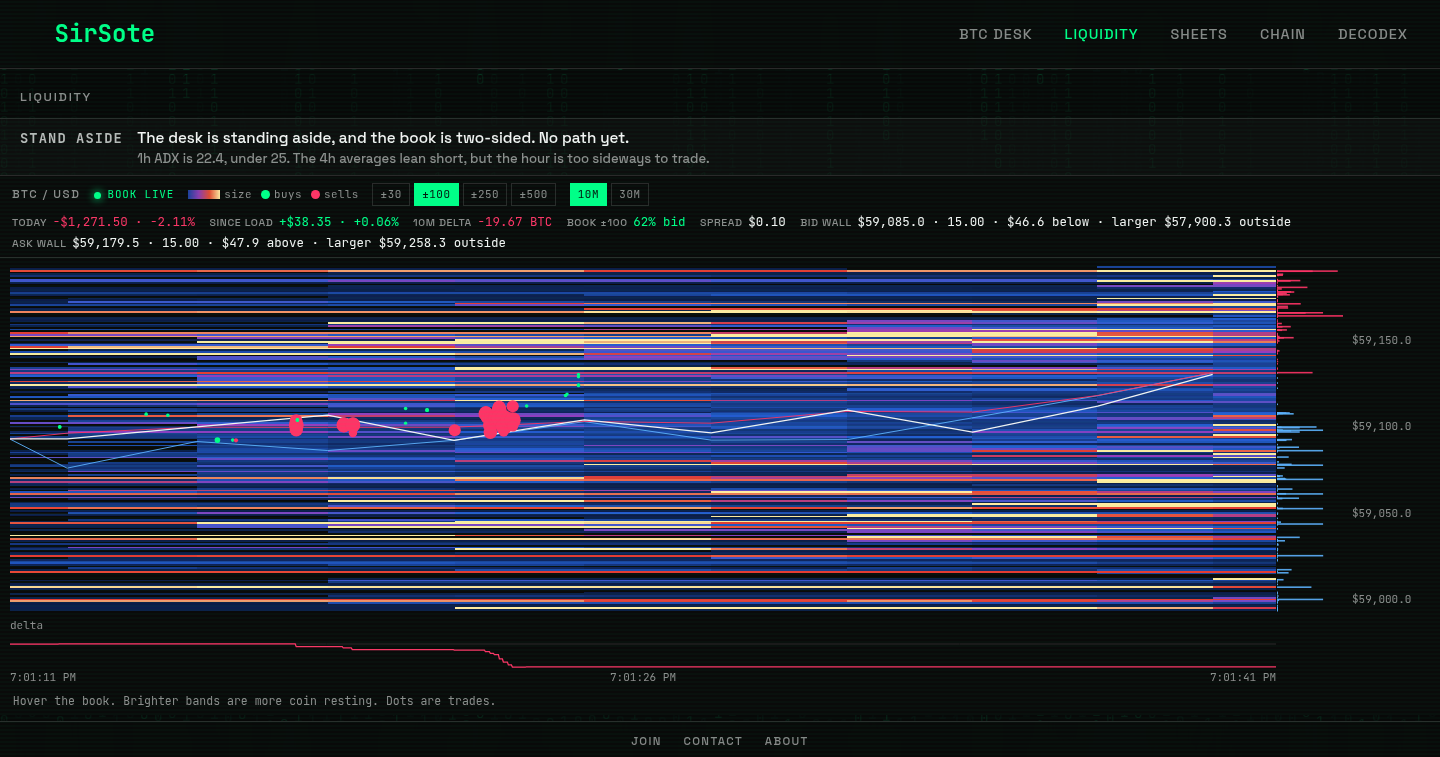 SirSote
BTC DESK LIQUIDITY SHEETS CHAIN DECODEX
LIQUIDITY
STAND ASIDE The desk is standing aside, and the book is two-sided. No path yet.
1h ADX is 22.4, under 25. The 4h averages lean short, but the hour is too sideways to trade.
BTC / USD BOOK LIVE size buys sells ±30 ±100 ±250 ±500 10M 30M
TODAY -$1,271.50 · -2.11% SINCE LOAD +$38.35 · +0.06% 10M DELTA -19.67 BTC BOOK ±100 62% bid SPREAD $0.10 BID WALL $59,085.0 · 15.00 · $46.6 below · larger $57,900.3 outside
ASK WALL $59,179.5 · 15.00 · $47.9 above · larger $59,258.3 outside
$59,150.0
$59,100.0
$59,050.0
$59,000.0
delta
7:01:11 PM 7:01:26 PM 7:01:41 PM
Hover the book. Brighter bands are more coin resting. Dots are trades.
JOIN CONTACT ABOUT